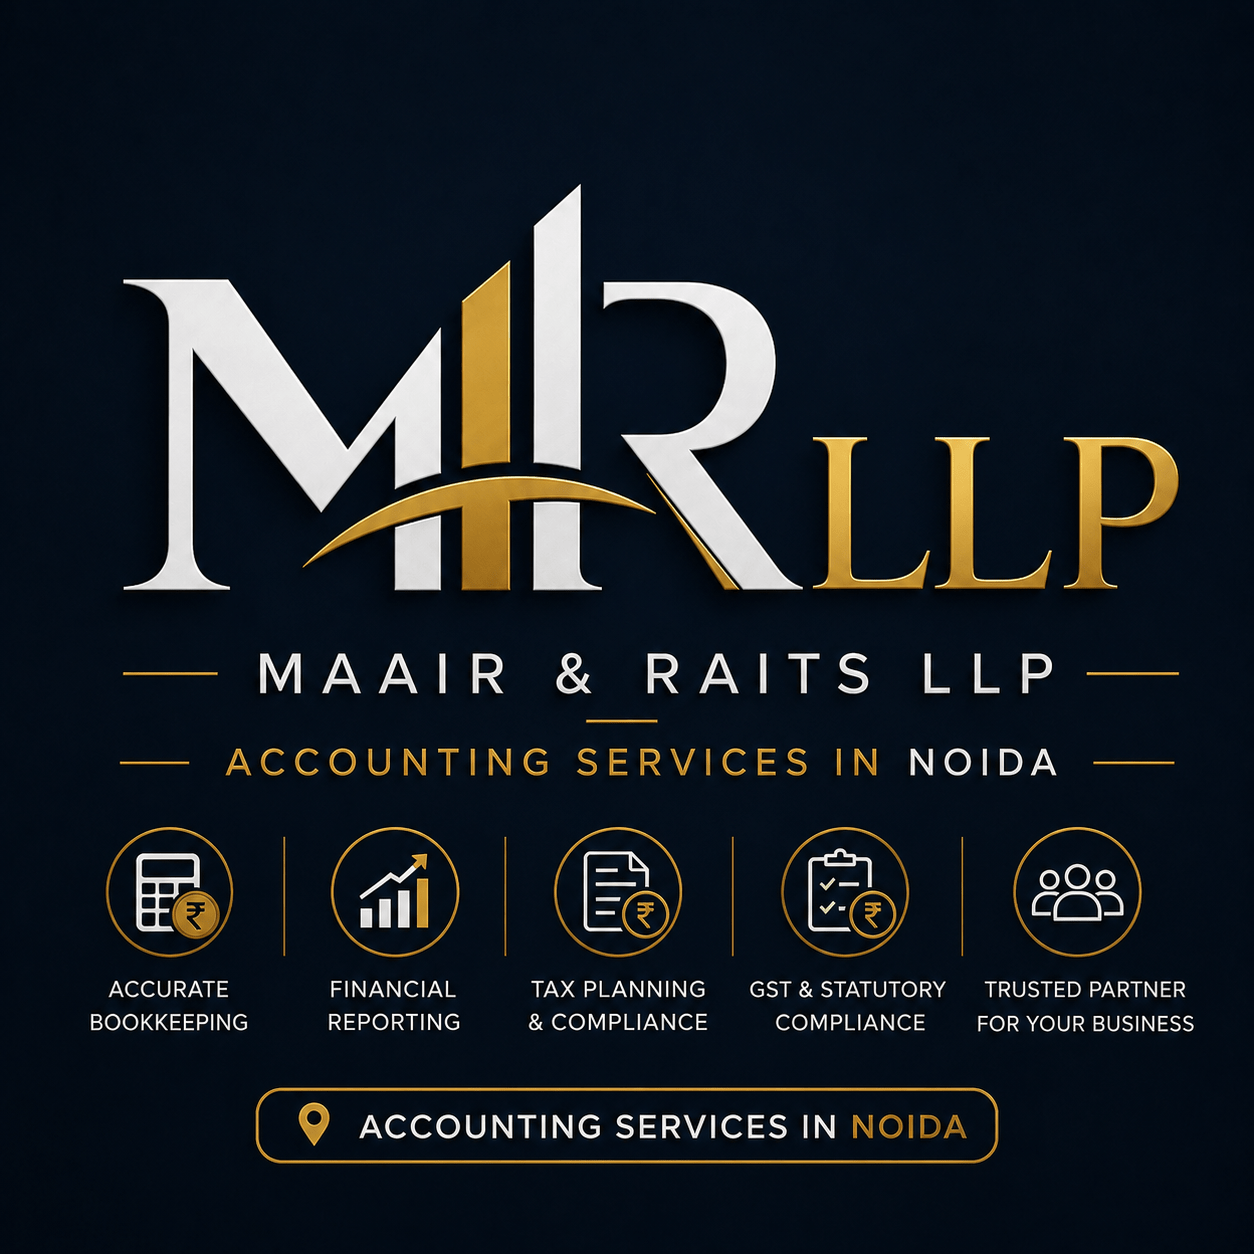 MR LLP
MAAIR & RAITS LLP
ACCOUNTING SERVICES IN NOIDA
ACCURATE
BOOKKEEPING
FINANCIAL
REPORTING
TAX PLANNING
& COMPLIANCE
GST & STATUTORY
COMPLIANCE
TRUSTED PARTNER
FOR YOUR BUSINESS
ACCOUNTING SERVICES IN NOIDA